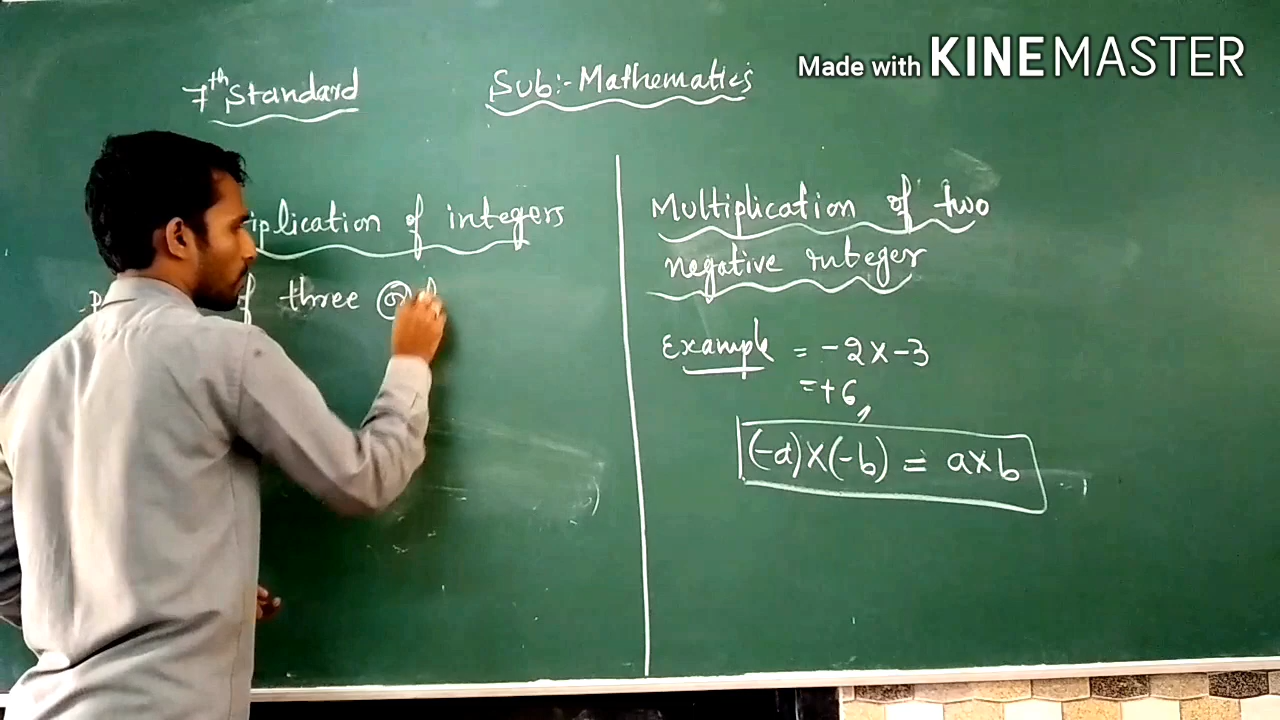 Made with KINEMASTER
7th Standard
Sub:- Mathematics
iplication of integers
three or
Multiplication of two
negative integer
Example = -2 x -3
= +6,
(-a) x (-b) = a x b